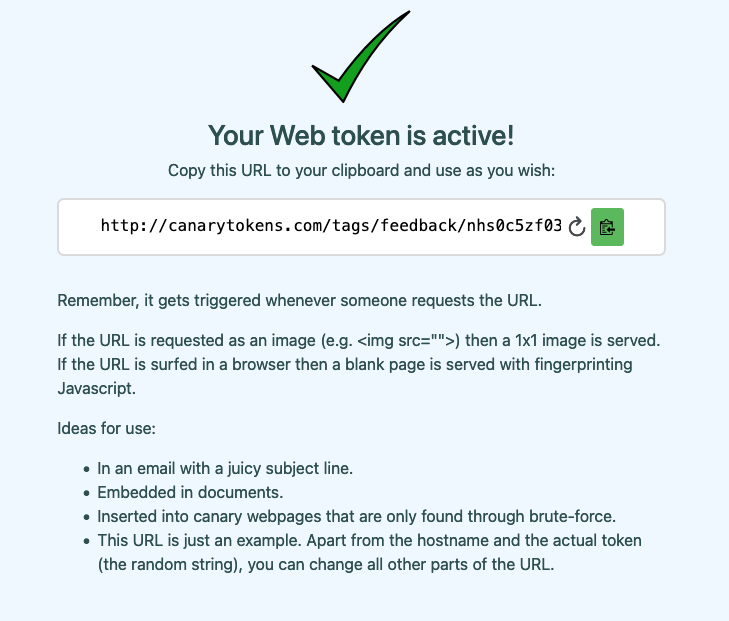 Your Web token is active!
Copy this URL to your clipboard and use as you wish:
http://canarytokens.com/tags/feedback/nhs0c5zf03
Remember, it gets triggered whenever someone requests the URL.
If the URL is requested as an image (e.g. <img src="">) then a 1x1 image is served.
If the URL is surfed in a browser then a blank page is served with fingerprinting
Javascript.
Ideas for use:
• In an email with a juicy subject line.
• Embedded in documents.
• Inserted into canary webpages that are only found through brute-force.
• This URL is just an example. Apart from the hostname and the actual token
(the random string), you can change all other parts of the URL.